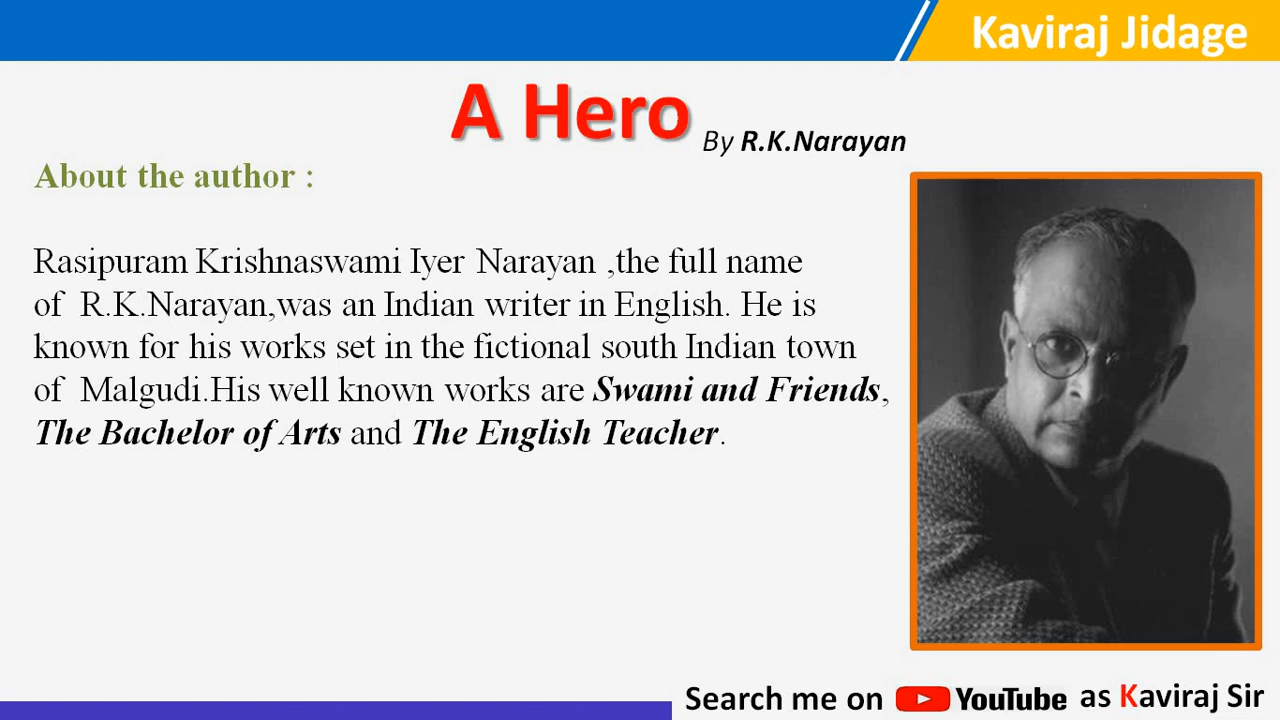 Kaviraj Jidage
A Hero By R.K.Narayan
About the author :
Rasipuram Krishnaswami Iyer Narayan ,the full name
of R.K.Narayan,was an Indian writer in English. He is
known for his works set in the fictional south Indian town
of Malgudi.His well known works are Swami and Friends,
The Bachelor of Arts and The English Teacher.
Search me on YouTube as Kaviraj Sir